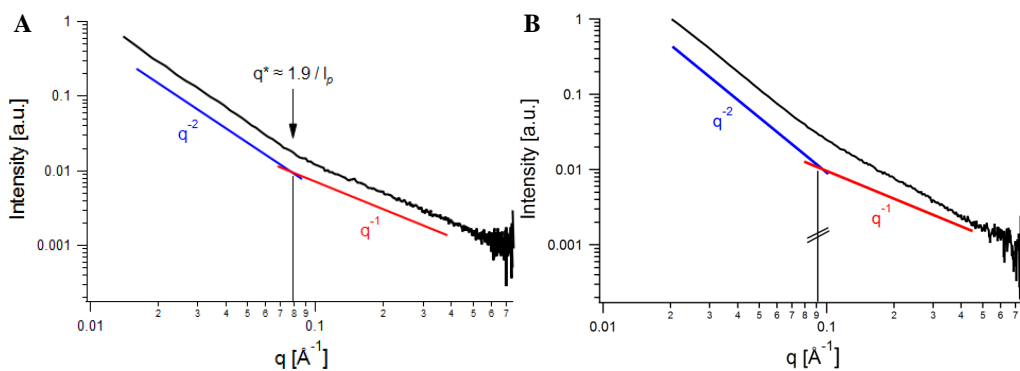 A
Intensity [a.u.]
1
0.1
0.01
0.001
q* ≈ 1.9 / lₚ
q⁻²
q⁻¹
2 3 4 5 6 7 8 9 2 3 4 5 6 7
0.01 0.1
q [Å⁻¹]
B
Intensity [a.u.]
1
0.1
0.01
0.001
q⁻²
q⁻¹
2 3 4 5 6 7 8 9 2 3 4 5 6 7
0.01 0.1
q [Å⁻¹]